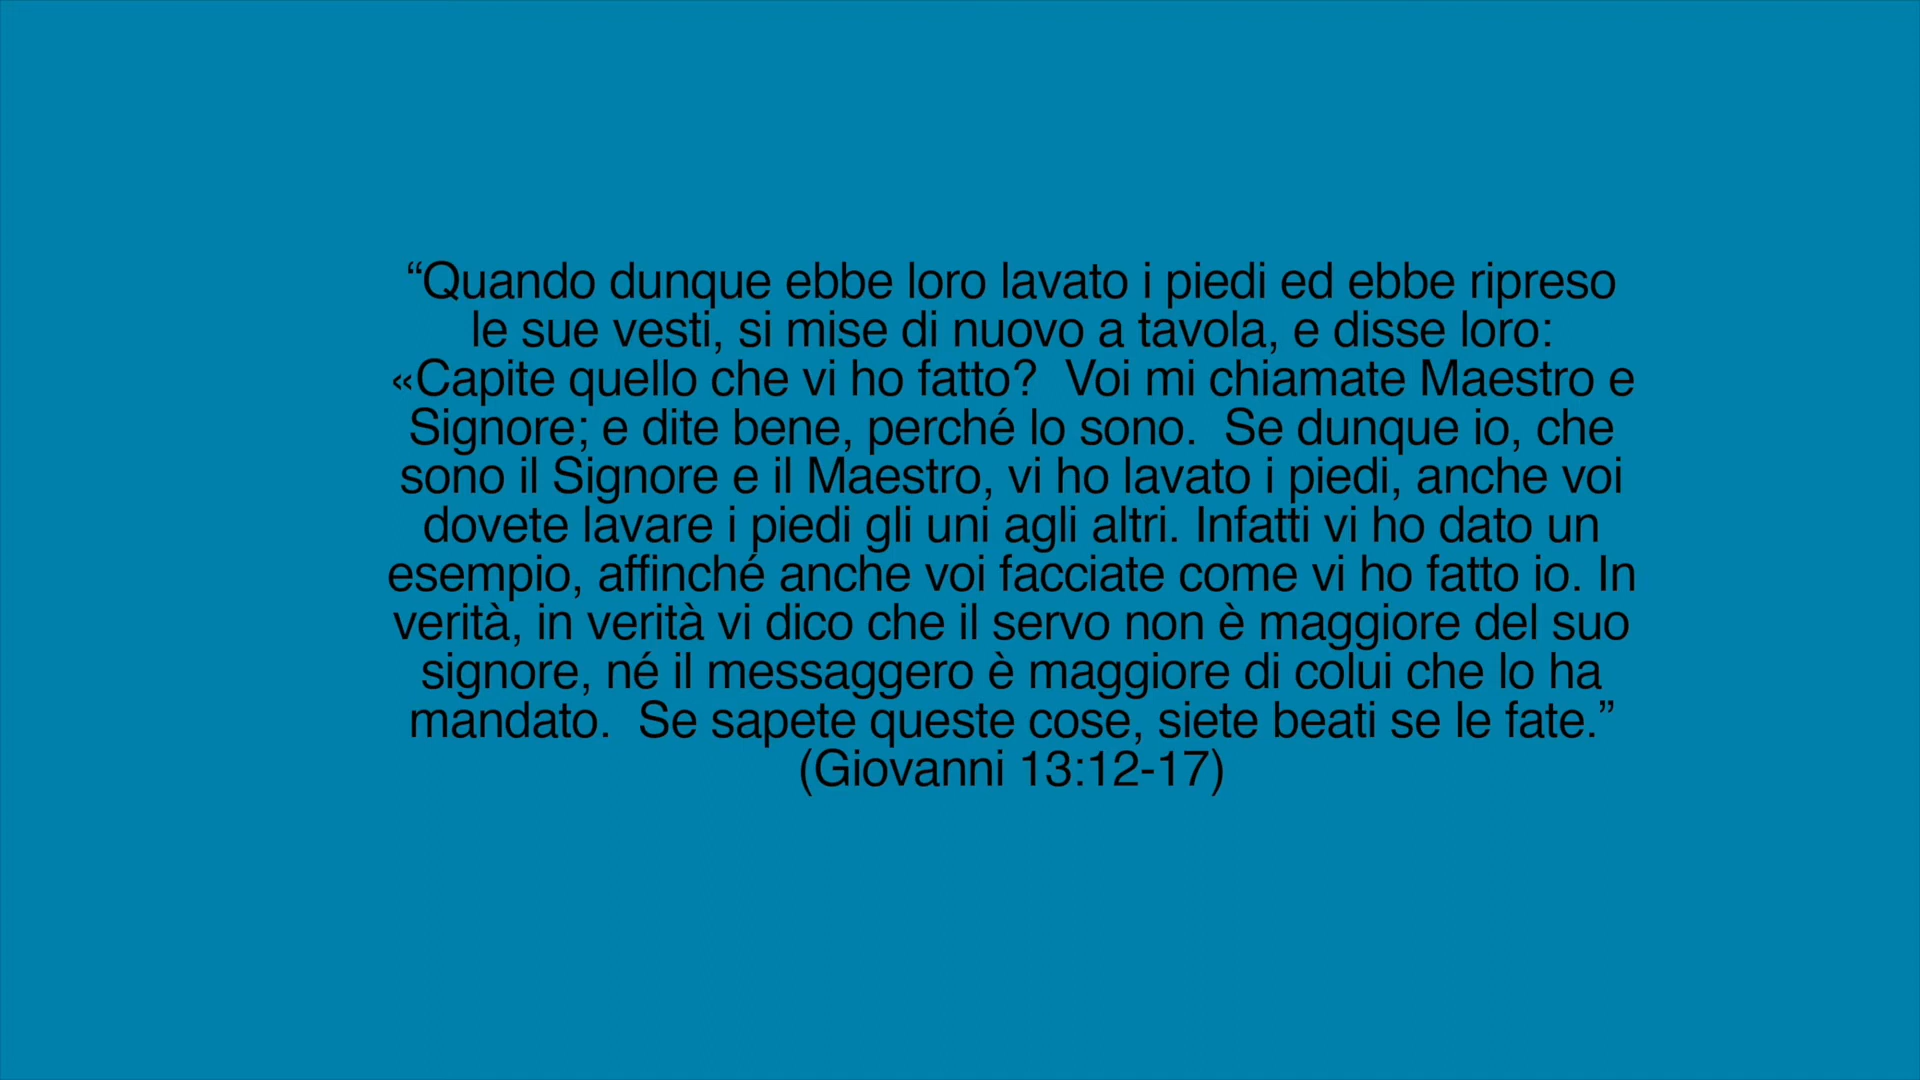 “Quando dunque ebbe loro lavato i piedi ed ebbe ripreso
le sue vesti, si mise di nuovo a tavola, e disse loro:
«Capite quello che vi ho fatto?  Voi mi chiamate Maestro e
Signore; e dite bene, perché lo sono.  Se dunque io, che
sono il Signore e il Maestro, vi ho lavato i piedi, anche voi
dovete lavare i piedi gli uni agli altri. Infatti vi ho dato un
esempio, affinché anche voi facciate come vi ho fatto io. In
verità, in verità vi dico che il servo non è maggiore del suo
signore, né il messaggero è maggiore di colui che lo ha
mandato.  Se sapete queste cose, siete beati se le fate.”
(Giovanni 13:12-17)